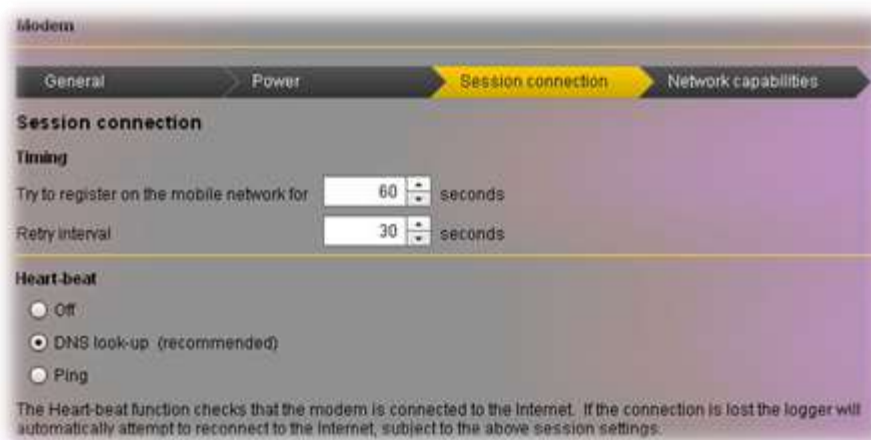 Modem
General Power Session connection Network capabilities
Session connection
Timing
Try to register on the mobile network for 60 seconds
Retry interval 30 seconds
Heart-beat
Off
DNS look-up (recommended)
Ping
The Heart-beat function checks that the modem is connected to the Internet. If the connection is lost the logger will
automatically attempt to reconnect to the Internet, subject to the above session settings.